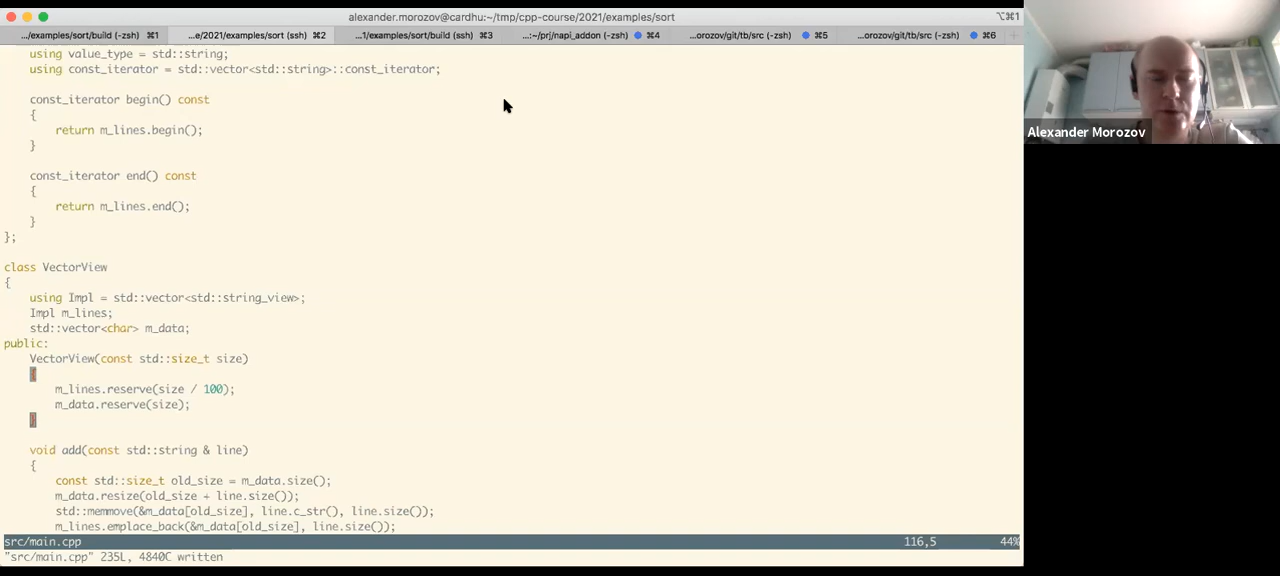 alexander.morozov@cardhu:~/tmp/cpp-course/2021/examples/sort
⌥⌘1
.../examples/sort/build (-zsh) ⌘1
...e/2021/examples/sort (ssh) ⌘2
...1/examples/sort/build (ssh) ⌘3
...:~/prj/napi_addon (-zsh) ⌘4
...orozov/git/tb/src (-zsh) ⌘5
...orozov/git/tb/src (-zsh) ⌘6
using value_type = std::string;
using const_iterator = std::vector<std::string>::const_iterator;
const_iterator begin() const
{
return m_lines.begin();
}
const_iterator end() const
{
return m_lines.end();
}
};
class VectorView
{
using Impl = std::vector<std::string_view>;
Impl m_lines;
std::vector<char> m_data;
public:
VectorView(const std::size_t size)
{
m_lines.reserve(size / 100);
m_data.reserve(size);
}
void add(const std::string & line)
{
const std::size_t old_size = m_data.size();
m_data.resize(old_size + line.size());
std::memmove(&m_data[old_size], line.c_str(), line.size());
m_lines.emplace_back(&m_data[old_size], line.size());
src/main.cpp 116,5 44%
"src/main.cpp" 235L, 4840C written
Alexander Morozov